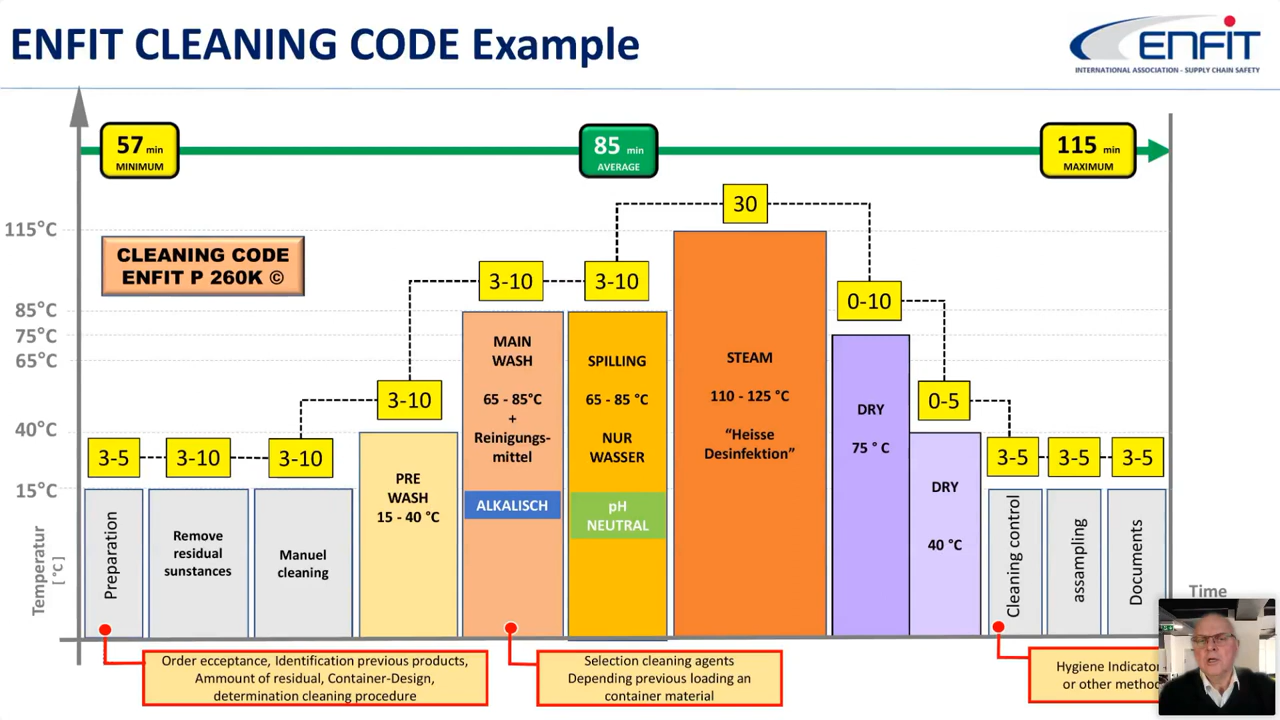 ENFIT CLEANING CODE Example
ENFIT
INTERNATIONAL ASSOCIATION - SUPPLY CHAIN SAFETY
57 min
MINIMUM
85 min
AVERAGE
115 min
MAXIMUM
CLEANING CODE
ENFIT P 260K ©
115°C
85°C
75°C
65°C
40°C
15°C
Temperatur
[ °C ]
3-5
3-10
3-10
3-10
3-10
3-10
30
0-10
0-5
3-5
3-5
3-5
Preparation
Remove
residual
sunstances
Manuel
cleaning
PRE
WASH
15 - 40 °C
MAIN
WASH
65 - 85°C
+
Reinigungs-
mittel
ALKALISCH
SPILLING
65 - 85 °C
NUR
WASSER
pH
NEUTRAL
STEAM
110 - 125 °C
“Heisse
Desinfektion”
DRY
75 ° C
DRY
40 °C
Cleaning control
assampling
Documents
Time
Order ecceptance, Identification previous products,
Ammount of residual, Container-Design,
determination cleaning procedure
Selection cleaning agents
Depending previous loading an
container material
Hygiene Indicator
or other metho